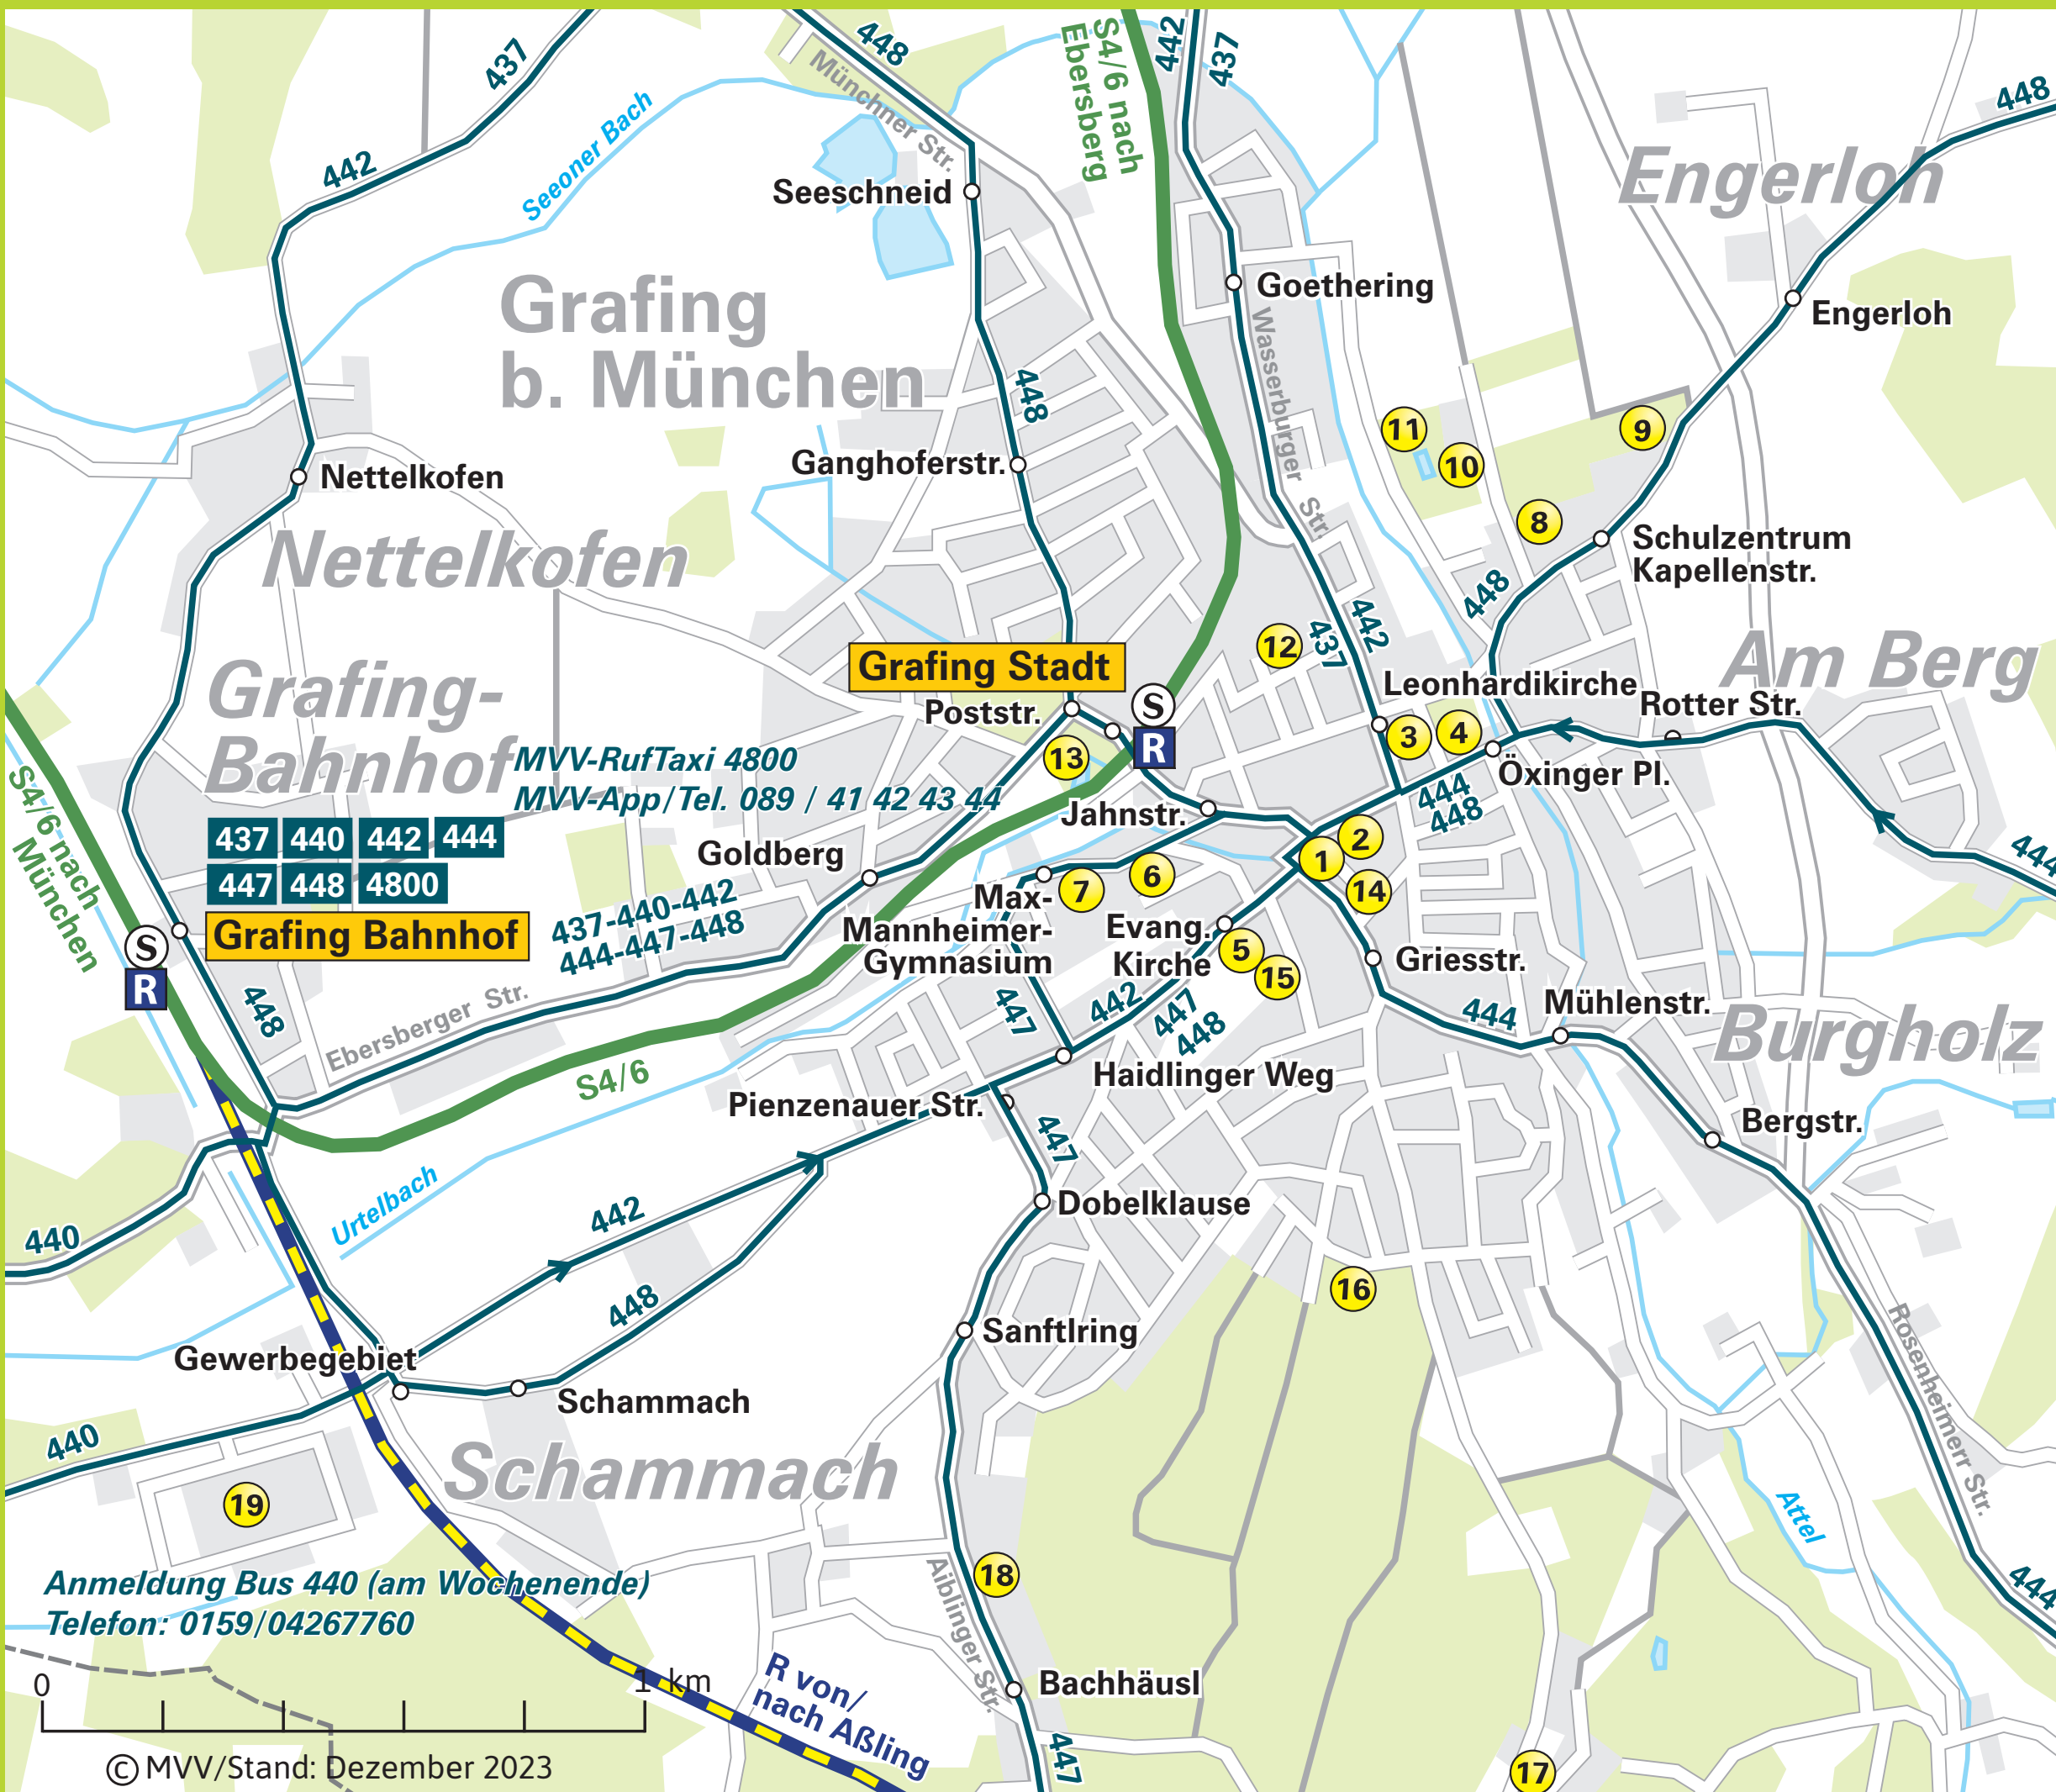 437
448
S4/6 nach
Ebersberg
442
437
448
Münchner Str.
442
Seeoner Bach
Seeschneid
Engerloh
Goethering
Engerloh
Grafing
b. München
Wasserburger Str.
448
11
9
10
Ganghoferstr.
Nettelkofen
8
Schulzentrum
Kapellenstr.
Nettelkofen
448
442
437
12
Grafing Stadt
Am Berg
Leonhardikirche
Rotter Str.
Poststr.
S
R
3
4
13
Öxinger Pl.
Grafing-
Bahnhof
MVV-RufTaxi 4800
MVV-App/Tel. 089 / 41 42 43 44
444
448
Jahnstr.
S4/6 nach
München
437 440 442 444
447 448 4800
Goldberg
2
1
444
6
7
14
Max-
Mannheimer-
Gymnasium
Evang.
Kirche
Grafing Bahnhof
437-440-442
444-447-448
S
R
5
15
Griesstr.
448
Ebersberger Str.
447
442
447
448
444
Mühlenstr.
Burgholz
S4/6
Haidlinger Weg
Pienzenauer Str.
447
Bergstr.
Urtelbach
442
Dobelklause
440
448
16
Sanftlring
Gewerbegebiet
Schammach
Rosenheimerr Str.
440
Schammach
19
Attel
18
Aiblinger Str.
Anmeldung Bus 440 (am Wochenende)
Telefon: 0159/04267760
444
0
1 km
R von/
nach Aßling
Bachhäusl
447
17
© MVV/Stand: Dezember 2023